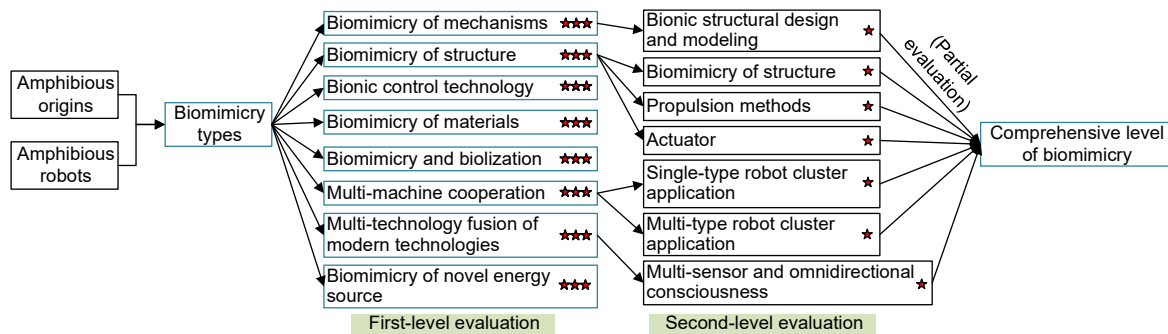 Amphibious
origins
Amphibious
robots
Biomimicry
types
Biomimicry of mechanisms
Biomimicry of structure
Bionic control technology
Biomimicry of materials
Biomimicry and biolization
Multi-machine cooperation
Multi-technology fusion of
modern technologies
Biomimicry of novel energy
source
First-level evaluation
Bionic structural design
and modeling
Biomimicry of structure
Propulsion methods
Actuator
Single-type robot cluster
application
Multi-type robot cluster
application
Multi-sensor and omnidirectional
consciousness
Second-level evaluation
(Partial
evaluation)
Comprehensive level
of biomimicry